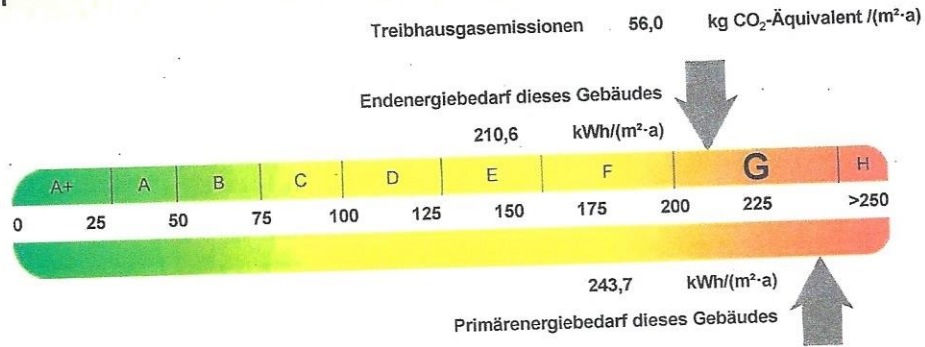 Treibhausgasemissionen 56,0 kg CO₂-Äquivalent /(m²·a)
Endenergiebedarf dieses Gebäudes
210,6 kWh/(m²·a)
A+ A B C D E F G H
0 25 50 75 100 125 150 175 200 225 >250
243,7 kWh/(m²·a)
Primärenergiebedarf dieses Gebäudes